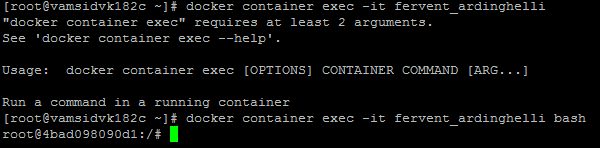 [root@vamsidvk182c ~]# docker container exec -it fervent_ardinghelli
"docker container exec" requires at least 2 arguments.
See 'docker container exec --help'.
Usage:  docker container exec [OPTIONS] CONTAINER COMMAND [ARG...]
Run a command in a running container
[root@vamsidvk182c ~]# docker container exec -it fervent_ardinghelli bash
root@4bad098090d1:/#